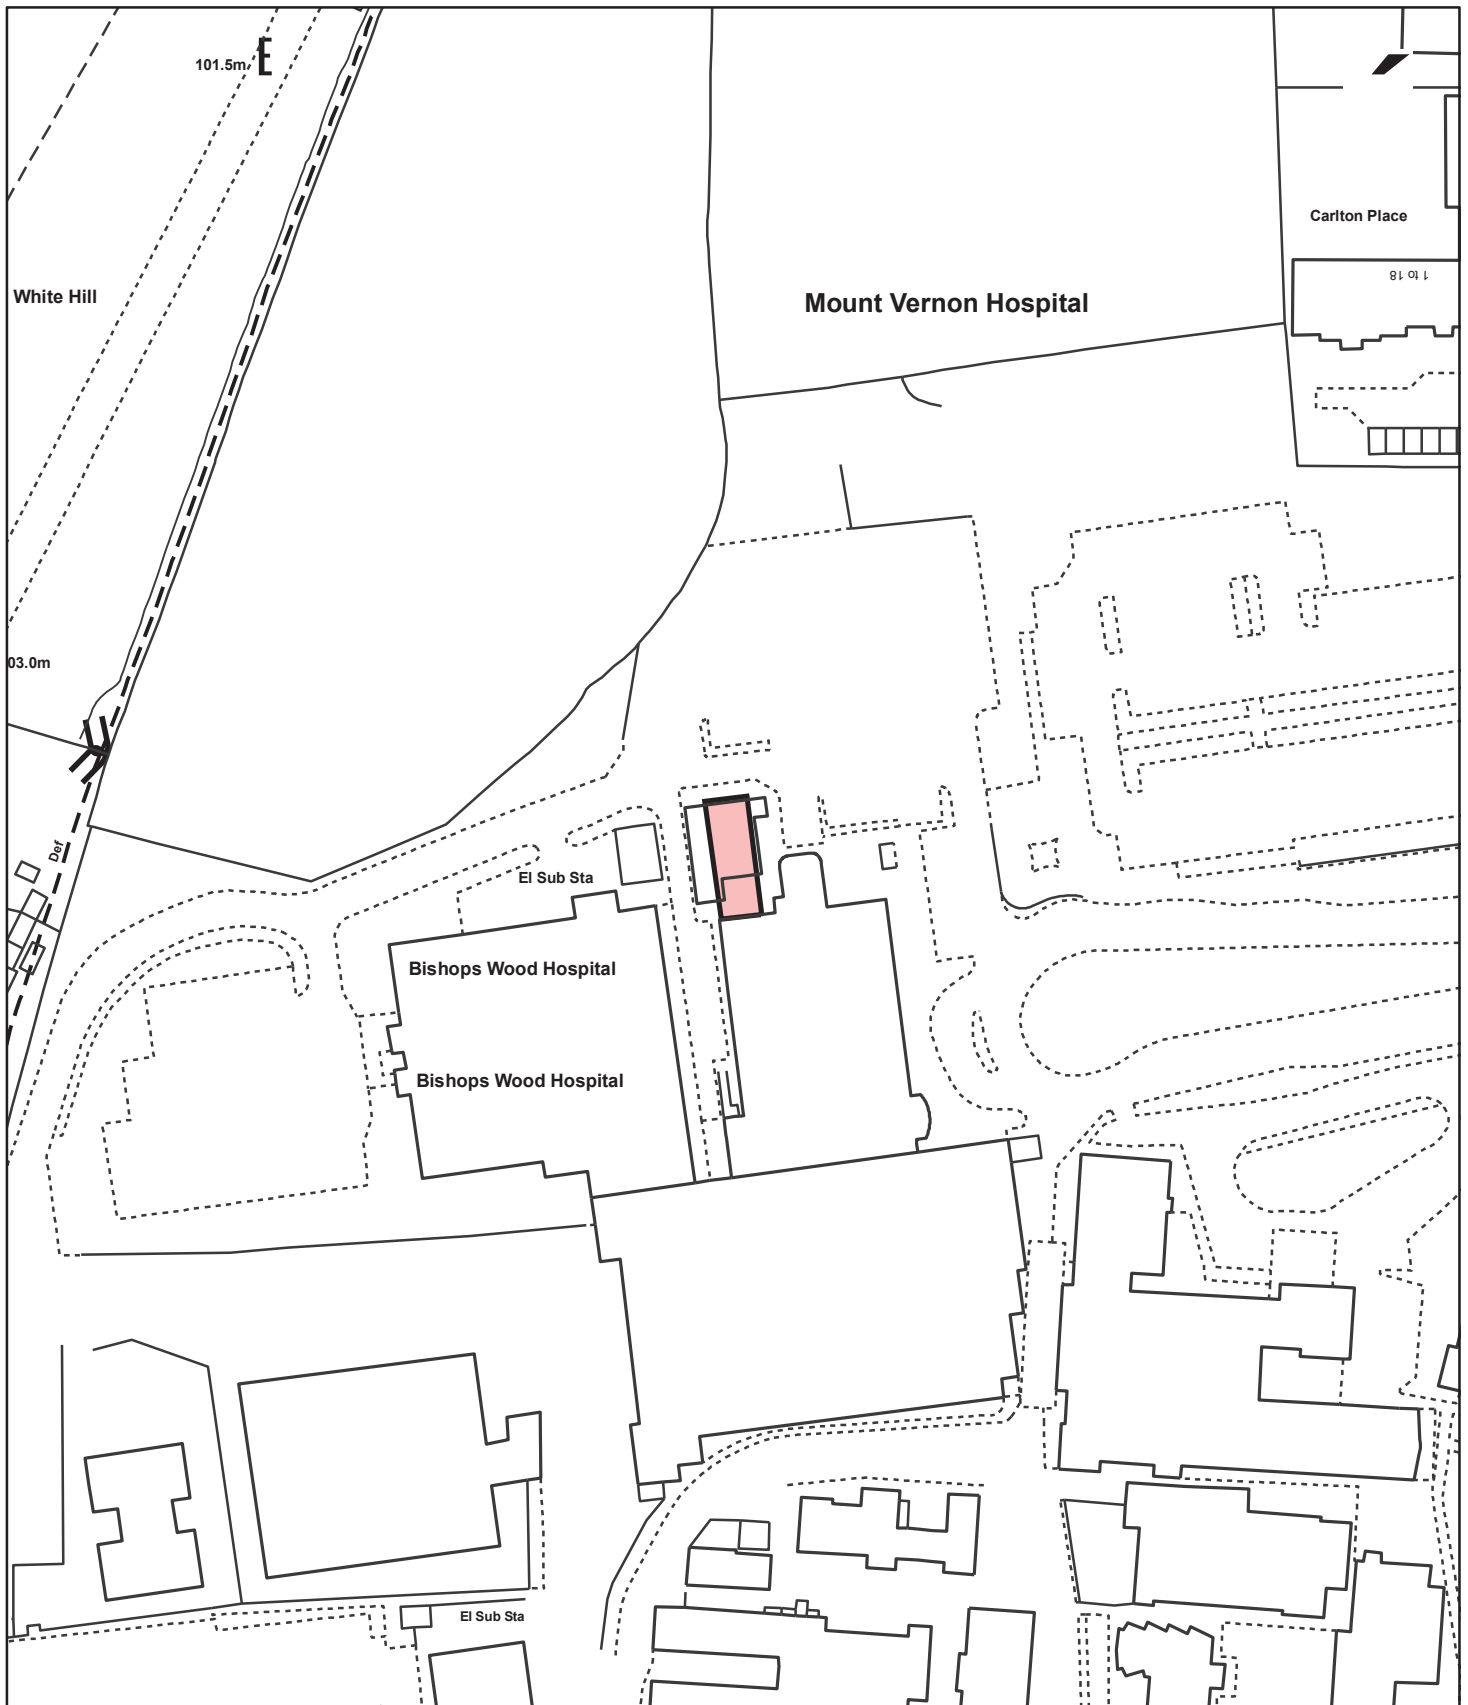 101.5m
Carlton Place
1 to 18
White Hill
Mount Vernon Hospital
03.0m
Def
El Sub Sta
Bishops Wood Hospital
Bishops Wood Hospital
El Sub Sta